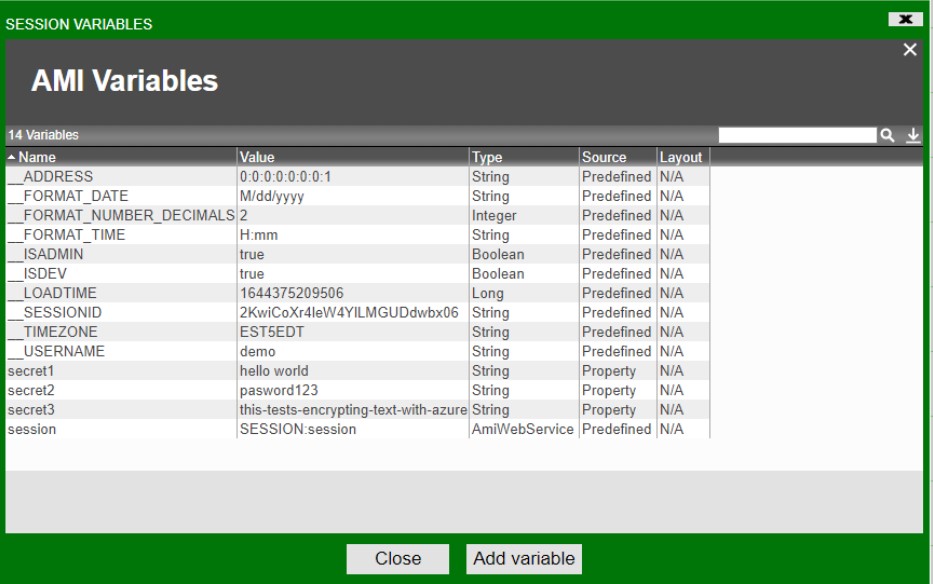 SESSION VARIABLES
AMI Variables
14 Variables
Name Value Type Source Layout
__ADDRESS 0:0:0:0:0:0:0:1 String Predefined N/A
__FORMAT_DATE M/dd/yyyy String Predefined N/A
__FORMAT_NUMBER_DECIMALS 2 Integer Predefined N/A
__FORMAT_TIME H:mm String Predefined N/A
__ISADMIN true Boolean Predefined N/A
__ISDEV true Boolean Predefined N/A
__LOADTIME 1644375209506 Long Predefined N/A
__SESSIONID 2KwiCoXr4leW4YILMGUDdwbx06 String Predefined N/A
__TIMEZONE EST5EDT String Predefined N/A
__USERNAME demo String Predefined N/A
secret1 hello world String Property N/A
secret2 pasword123 String Property N/A
secret3 this-tests-encrypting-text-with-azure String Property N/A
session SESSION:session AmiWebService Predefined N/A
Close Add variable